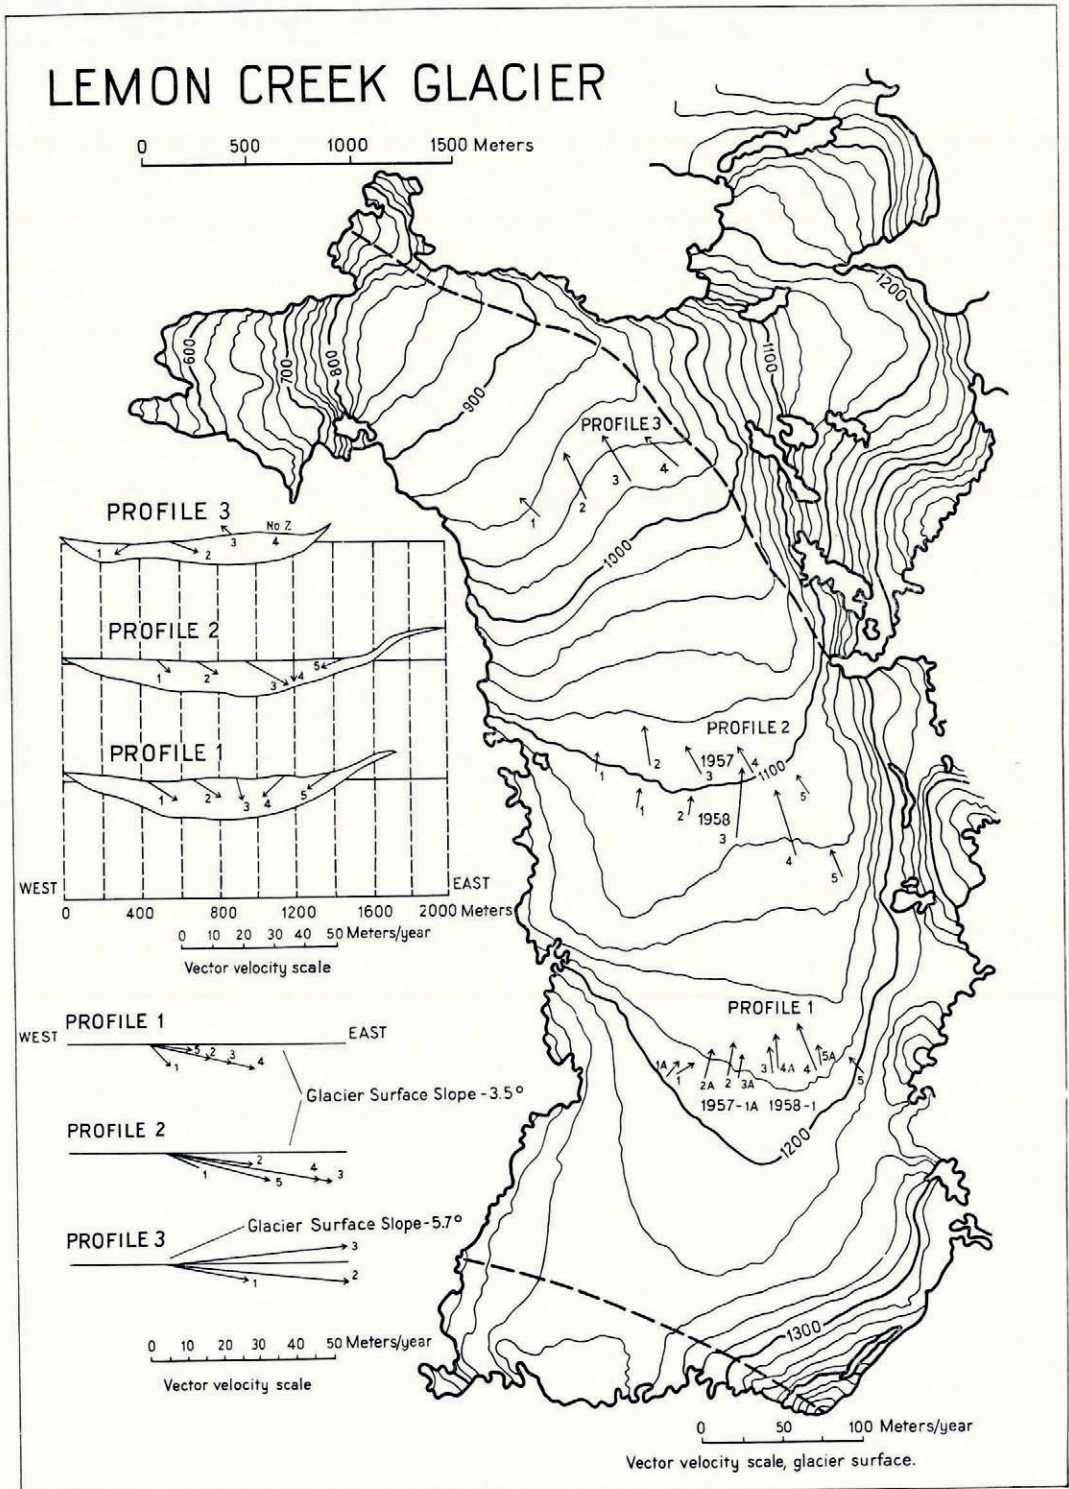 LEMON CREEK GLACIER
0 500 1000 1500 Meters
1200
600
700
800
900
1100
PROFILE 3
1 2 3 4
1000
PROFILE 3
No Z
1 2 3 4
PROFILE 2
1 2 3 4 5
PROFILE 1
1 2 3 4 5
WEST EAST
0 400 800 1200 1600 2000 Meters
0 10 20 30 40 50 Meters/year
Vector velocity scale
PROFILE 2
1957
1 2 3 4 5
1100
1958
1 2 3 4 5
PROFILE 1
1A 1 2A 2 3A 3 4A 4 5A 5
1957-1A 1958-1
1200
WEST PROFILE 1 EAST
5 2 3 4
1
Glacier Surface Slope -3.5°
PROFILE 2
2 4 3
1 5
Glacier Surface Slope-5.7°
PROFILE 3
3
1 2
0 10 20 30 40 50 Meters/year
Vector velocity scale
1300
0 50 100 Meters/year
Vector velocity scale, glacier surface.